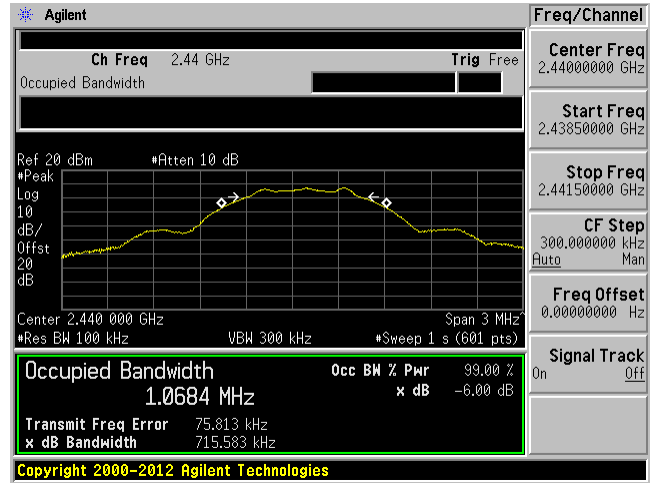 Agilent
Freq/Channel
Ch Freq 2.44 GHz Trig Free
Occupied Bandwidth
Center Freq
2.44000000 GHz
Start Freq
2.43850000 GHz
Stop Freq
2.44150000 GHz
CF Step
300.000000 kHz
Auto Man
Freq Offset
0.00000000 Hz
Signal Track
On Off
Ref 20 dBm #Atten 10 dB
#Peak
Log
10
dB/
Offst
20
dB
Center 2.440 000 GHz Span 3 MHz^
#Res BW 100 kHz VBW 300 kHz #Sweep 1 s (601 pts)
Occupied Bandwidth Occ BW % Pwr 99.00 %
1.0684 MHz x dB -6.00 dB
Transmit Freq Error 75.813 kHz
x dB Bandwidth 715.583 kHz
Copyright 2000-2012 Agilent Technologies